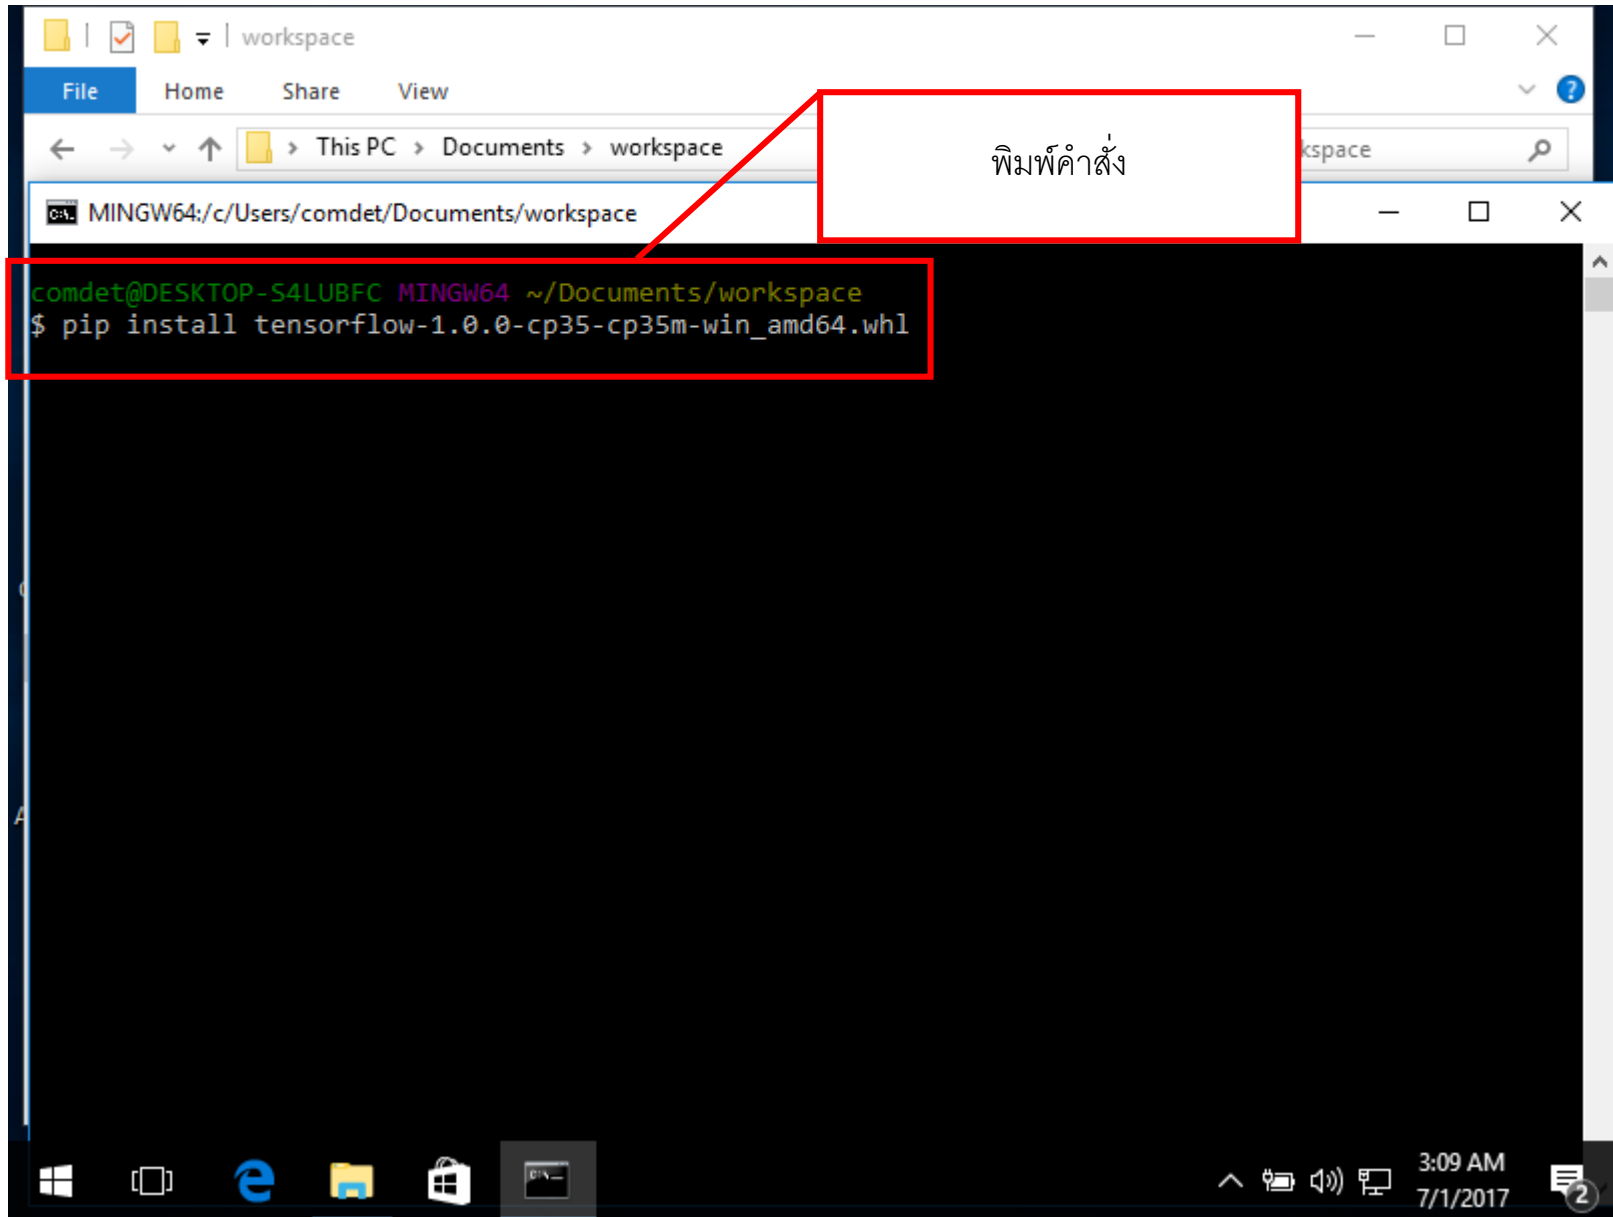 workspace
File Home Share View
This PC > Documents > workspace
kspace
พิมพ์คำสั่ง
MINGW64:/c/Users/comdet/Documents/workspace
comdet@DESKTOP-S4LUBFC MINGW64 ~/Documents/workspace
$ pip install tensorflow-1.0.0-cp35-cp35m-win_amd64.whl
3:09 AM
7/1/2017
2